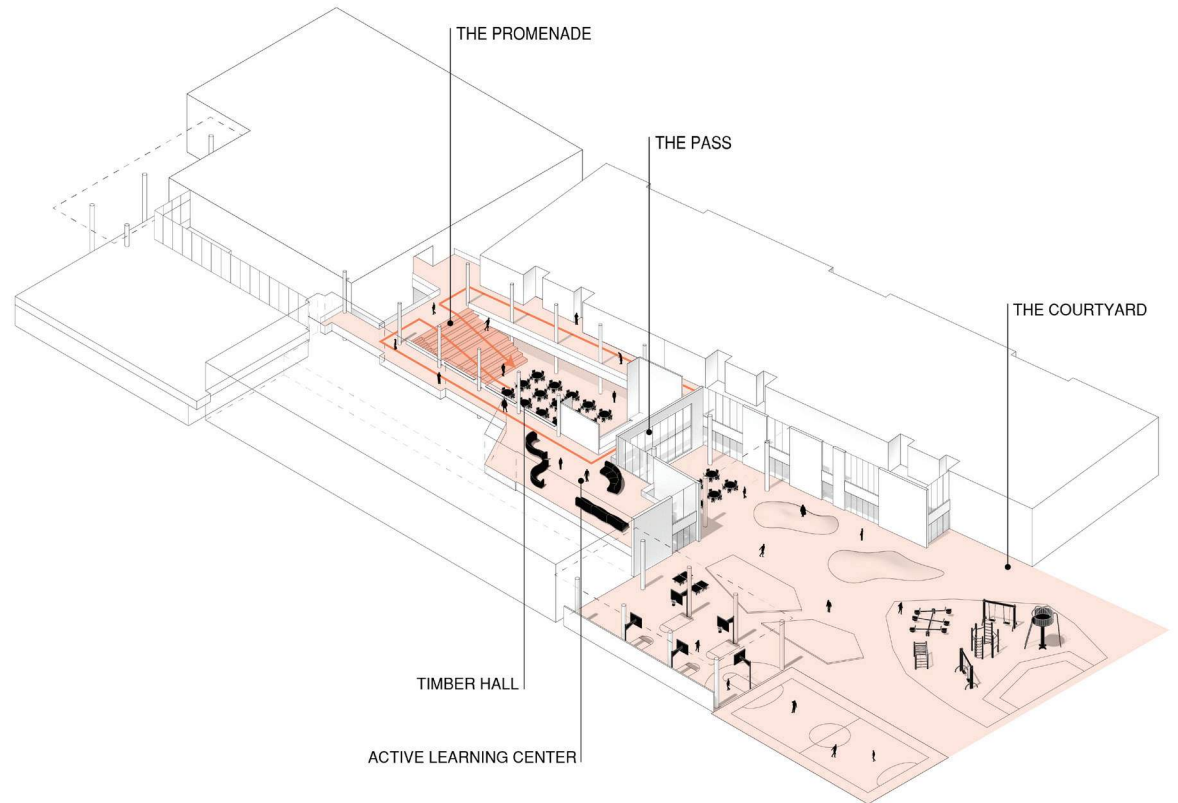 THE PROMENADE
THE PASS
THE COURTYARD
TIMBER HALL
ACTIVE LEARNING CENTER